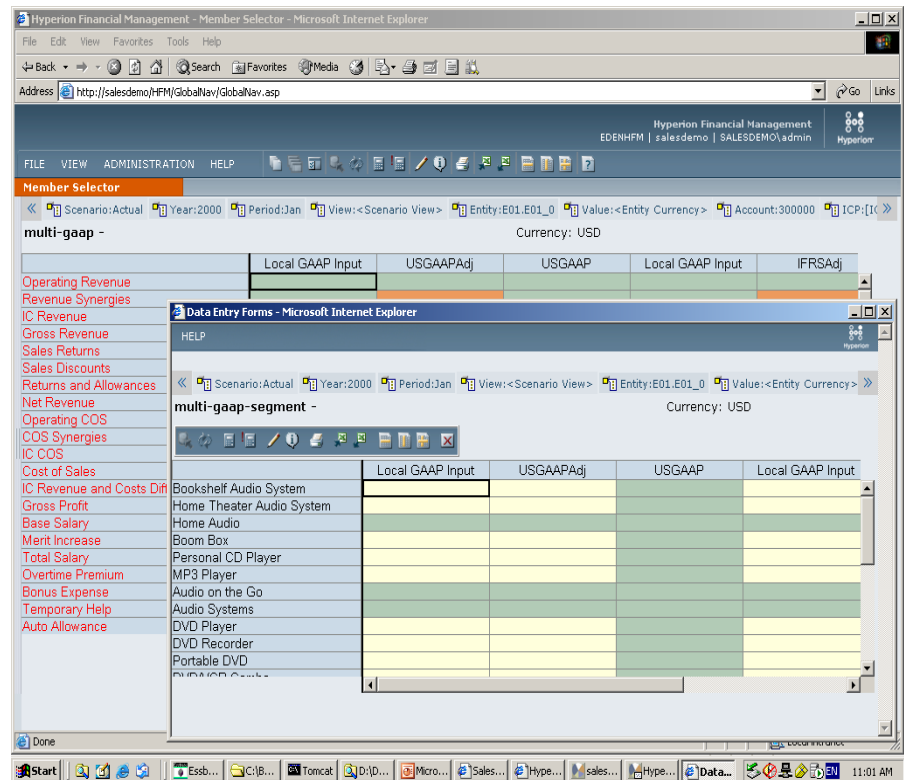 Hyperion Financial Management - Member Selector - Microsoft Internet Explorer
File Edit View Favorites Tools Help
Back Search Favorites Media
Address http://salesdemo/HFM/GlobalNav/GlobalNav.asp Go Links
Hyperion Financial Management
EDENHFM | salesdemo | SALESDEMO\admin
Hyperion
FILE VIEW ADMINISTRATION HELP
Member Selector
« Scenario:Actual Year:2000 Period:Jan View:<Scenario View> Entity:E01.E01_0 Value:<Entity Currency> Account:300000 ICP:[IC »
multi-gaap - Currency: USD
Local GAAP Input USGAAPAdj USGAAP Local GAAP Input IFRSAdj
Operating Revenue
Revenue Synergies
IC Revenue
Gross Revenue
Sales Returns
Sales Discounts
Returns and Allowances
Net Revenue
Operating COS
COS Synergies
IC COS
Cost of Sales
IC Revenue and Costs Diff
Gross Profit
Base Salary
Merit Increase
Total Salary
Overtime Premium
Bonus Expense
Temporary Help
Auto Allowance
Data Entry Forms - Microsoft Internet Explorer
HELP
Hyperion
« Scenario:Actual Year:2000 Period:Jan View:<Scenario View> Entity:E01.E01_0 Value:<Entity Currency> »
multi-gaap-segment - Currency: USD
Local GAAP Input USGAAPAdj USGAAP Local GAAP Input
Bookshelf Audio System
Home Theater Audio System
Home Audio
Boom Box
Personal CD Player
MP3 Player
Audio on the Go
Audio Systems
DVD Player
DVD Recorder
Portable DVD
Done
Start Essb... C:\B... Tomcat D:\D... Micro... Sales... Hype... sales... Hype... Data... EN 11:01 AM